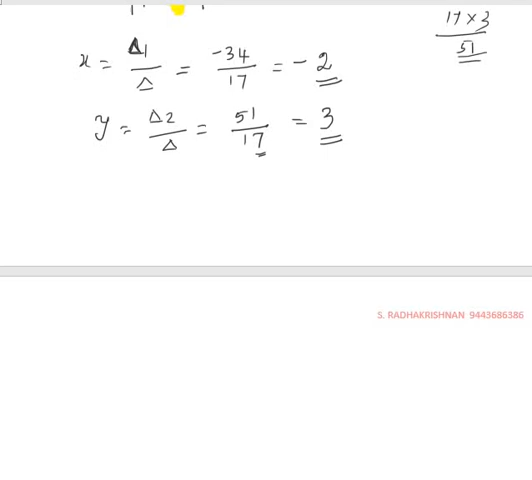 17 × 3
51
x = Δ1/Δ = -34/17 = -2
y = Δ2/Δ = 51/17 = 3
S. RADHAKRISHNAN 9443686386